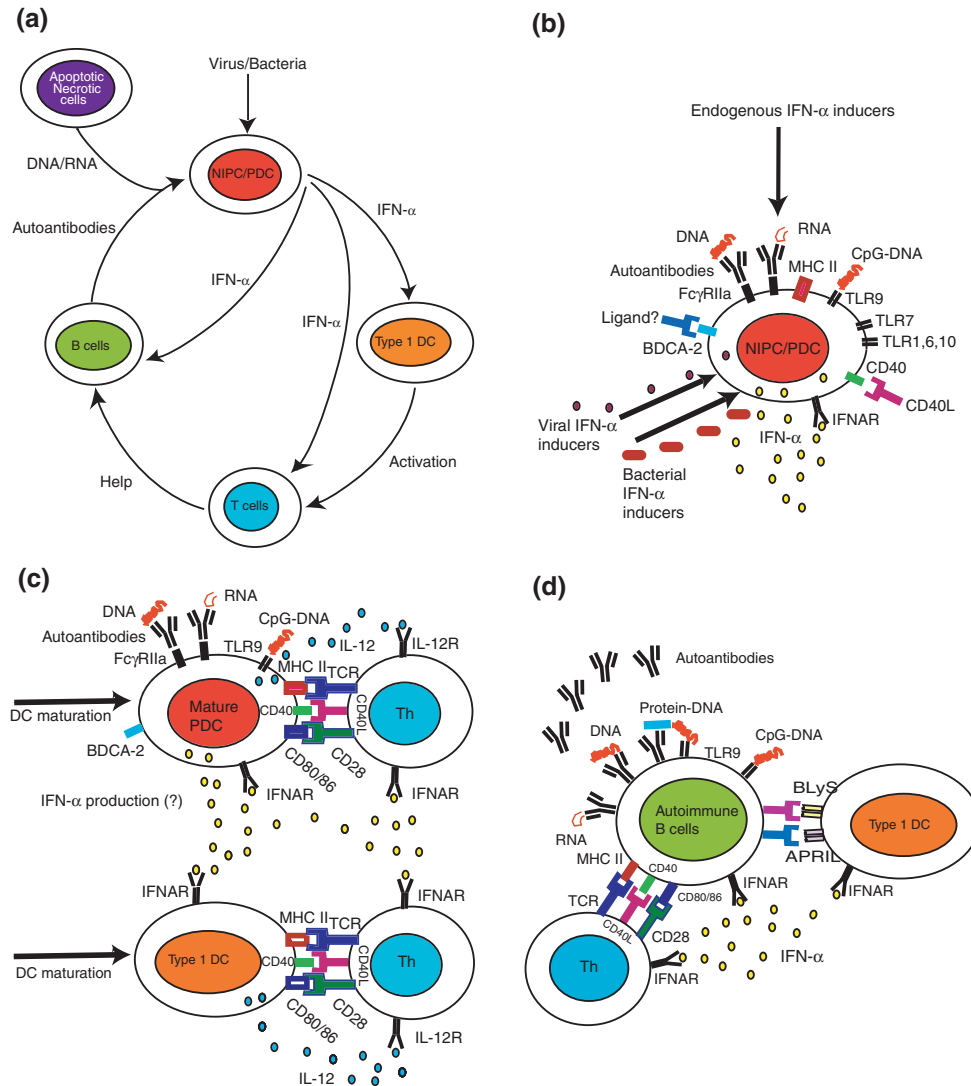 (a)
Apoptotic
Necrotic
cells
Virus/Bacteria
NIPC/PDC
DNA/RNA
Autoantibodies
IFN-α
IFN-α
IFN-α
B cells
Type 1 DC
Help
Activation
T cells
(b)
Endogenous IFN-α inducers
DNA
RNA
CpG-DNA
Autoantibodies
MHC II
FcγRIIa
TLR9
Ligand?
TLR7
BDCA-2
NIPC/PDC
TLR1,6,10
CD40
CD40L
Viral IFN-α
inducers
IFN-α
IFNAR
Bacterial
IFN-α
inducers
(c)
DNA
RNA
CpG-DNA
Autoantibodies
TLR9
IL-12
IL-12R
FcγRIIa
MHC II
TCR
DC maturation
Mature
PDC
CD40
CD40L
Th
BDCA-2
CD80/86
CD28
IFN-α production (?)
IFNAR
IFNAR
IFNAR
MHC II
TCR
DC maturation
Type 1 DC
CD40
CD40L
Th
CD80/86
CD28
IL-12R
IL-12
(d)
Autoantibodies
Protein-DNA
DNA
TLR9
CpG-DNA
BLyS
Autoimmune
B cells
Type 1 DC
RNA
APRIL
MHC II
CD40
CD80/86
IFNAR
IFNAR
TCR
CD40L
CD28
Th
IFNAR
IFN-α